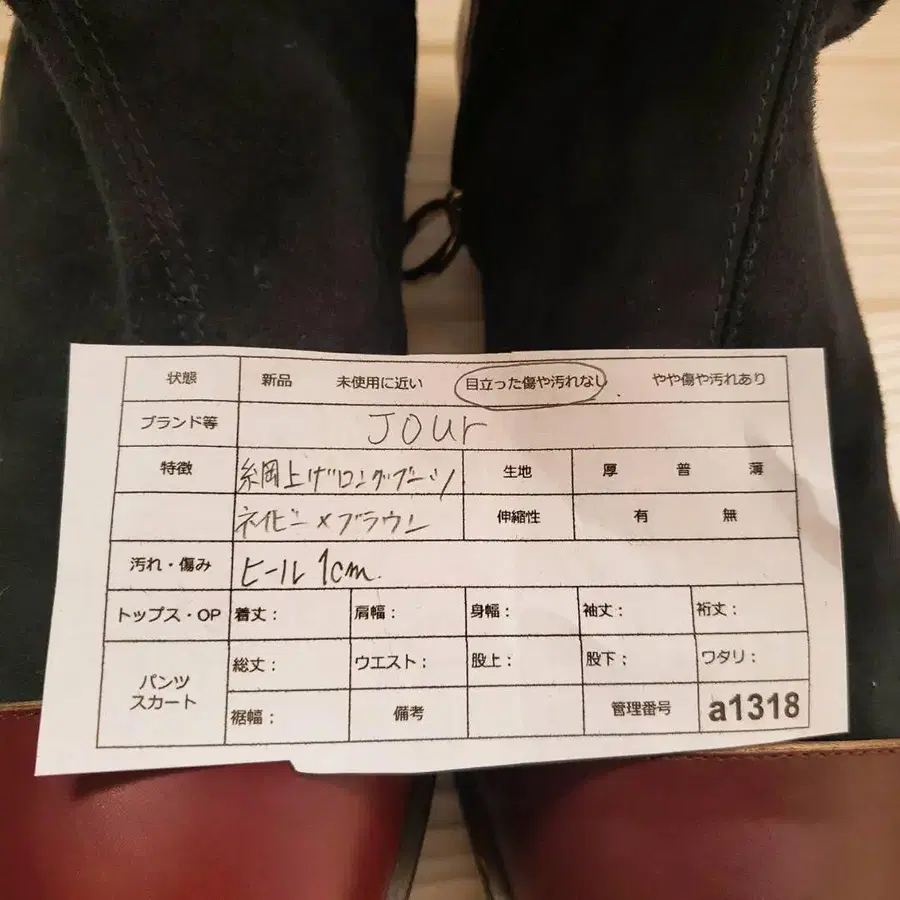 状態 新品 未使用に近い 目立った傷や汚れなし やや傷や汚れあり
ブランド等 Jour
特徴 編上げロングブーツ 生地 厚 普 薄
ネイビー×ブラウン 伸縮性 有 無
汚れ・傷み ヒール 1cm.
トップス・OP 着丈: 肩幅: 身幅: 袖丈: 裄丈:
パンツ スカート 総丈: ウエスト: 股上: 股下; ワタリ:
裾幅: 備考 管理番号 a1318